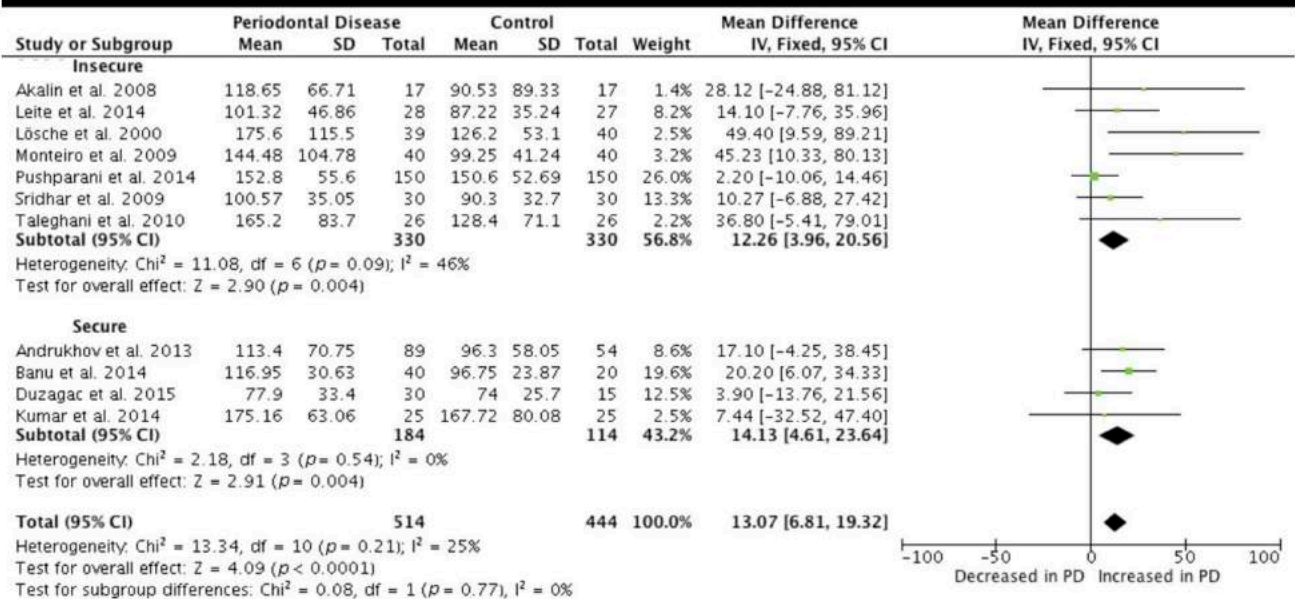 Periodontal Disease Control Mean Difference Mean Difference
Study or Subgroup Mean SD Total Mean SD Total Weight IV, Fixed, 95% CI IV, Fixed, 95% CI
Insecure
Akalin et al. 2008 118.65 66.71 17 90.53 89.33 17 1.4% 28.12 [-24.88, 81.12]
Leite et al. 2014 101.32 46.86 28 87.22 35.24 27 8.2% 14.10 [-7.76, 35.96]
Lösche et al. 2000 175.6 115.5 39 126.2 53.1 40 2.5% 49.40 [9.59, 89.21]
Monteiro et al. 2009 144.48 104.78 40 99.25 41.24 40 3.2% 45.23 [10.33, 80.13]
Pushparani et al. 2014 152.8 55.6 150 150.6 52.69 150 26.0% 2.20 [-10.06, 14.46]
Sridhar et al. 2009 100.57 35.05 30 90.3 32.7 30 13.3% 10.27 [-6.88, 27.42]
Taleghani et al. 2010 165.2 83.7 26 128.4 71.1 26 2.2% 36.80 [-5.41, 79.01]
Subtotal (95% CI) 330 330 56.8% 12.26 [3.96, 20.56]
Heterogeneity: Chi² = 11.08, df = 6 (p = 0.09); I² = 46%
Test for overall effect: Z = 2.90 (p = 0.004)
Secure
Andrukhov et al. 2013 113.4 70.75 89 96.3 58.05 54 8.6% 17.10 [-4.25, 38.45]
Banu et al. 2014 116.95 30.63 40 96.75 23.87 20 19.6% 20.20 [6.07, 34.33]
Duzagac et al. 2015 77.9 33.4 30 74 25.7 15 12.5% 3.90 [-13.76, 21.56]
Kumar et al. 2014 175.16 63.06 25 167.72 80.08 25 2.5% 7.44 [-32.52, 47.40]
Subtotal (95% CI) 184 114 43.2% 14.13 [4.61, 23.64]
Heterogeneity: Chi² = 2.18, df = 3 (p= 0.54); I² = 0%
Test for overall effect: Z = 2.91 (p = 0.004)
Total (95% CI) 514 444 100.0% 13.07 [6.81, 19.32]
Heterogeneity: Chi² = 13.34, df = 10 (p = 0.21); I² = 25%
Test for overall effect: Z = 4.09 (p < 0.0001)
Test for subgroup differences: Chi² = 0.08, df = 1 (p = 0.77), I² = 0%
-100 -50 0 50 100
Decreased in PD Increased in PD